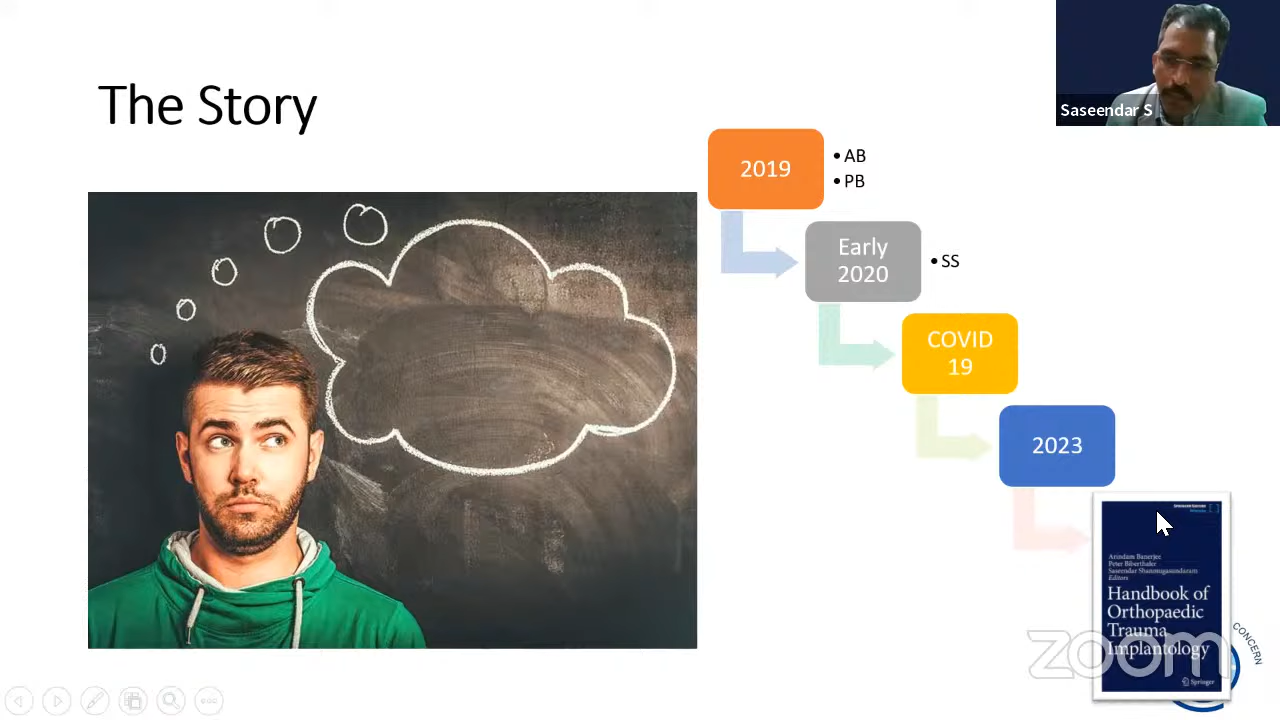 The Story
Saseendar S
2019
• AB
• PB
Early
2020
• SS
COVID
19
2023
Arindam Banerjee
Peter Biberthaler
Saseendar Shanmugasundaram
Editors
Handbook of
Orthopaedic
Trauma
Implantology
Springer
zoom
CONCERN